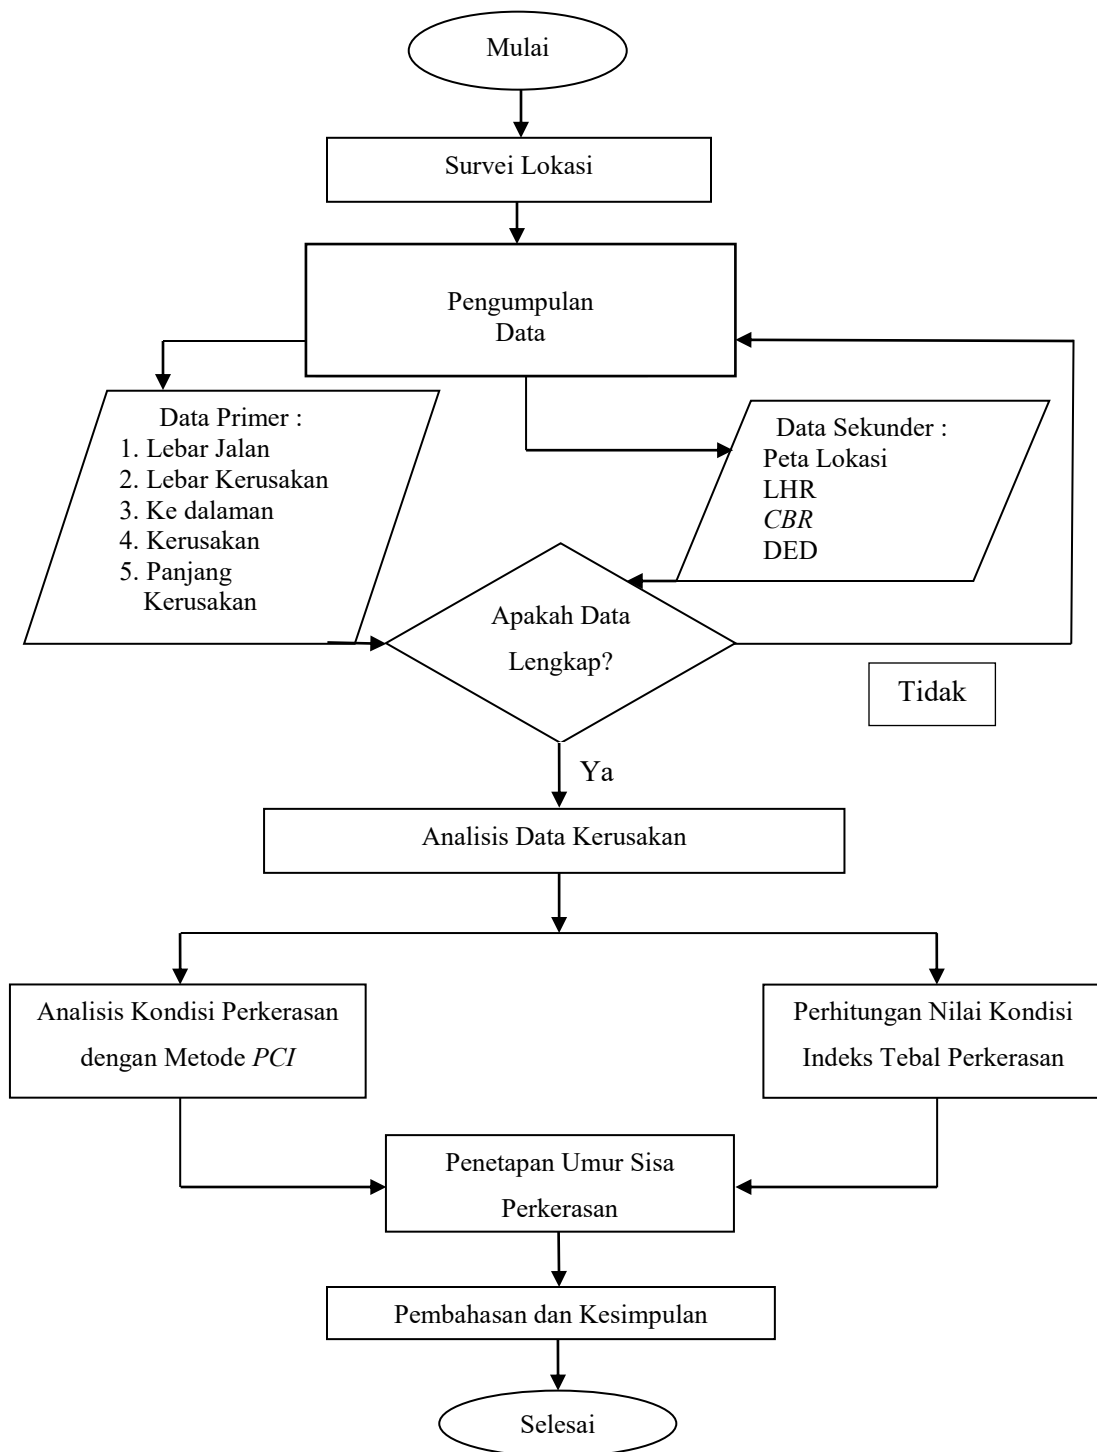 Mulai
Survei Lokasi
Pengumpulan
Data
Data Primer :
1. Lebar Jalan
2. Lebar Kerusakan
3. Ke dalaman
4. Kerusakan
5. Panjang
Kerusakan
Data Sekunder :
Peta Lokasi
LHR
CBR
DED
Apakah Data
Lengkap?
Tidak
Ya
Analisis Data Kerusakan
Analisis Kondisi Perkerasan
dengan Metode PCI
Perhitungan Nilai Kondisi
Indeks Tebal Perkerasan
Penetapan Umur Sisa
Perkerasan
Pembahasan dan Kesimpulan
Selesai